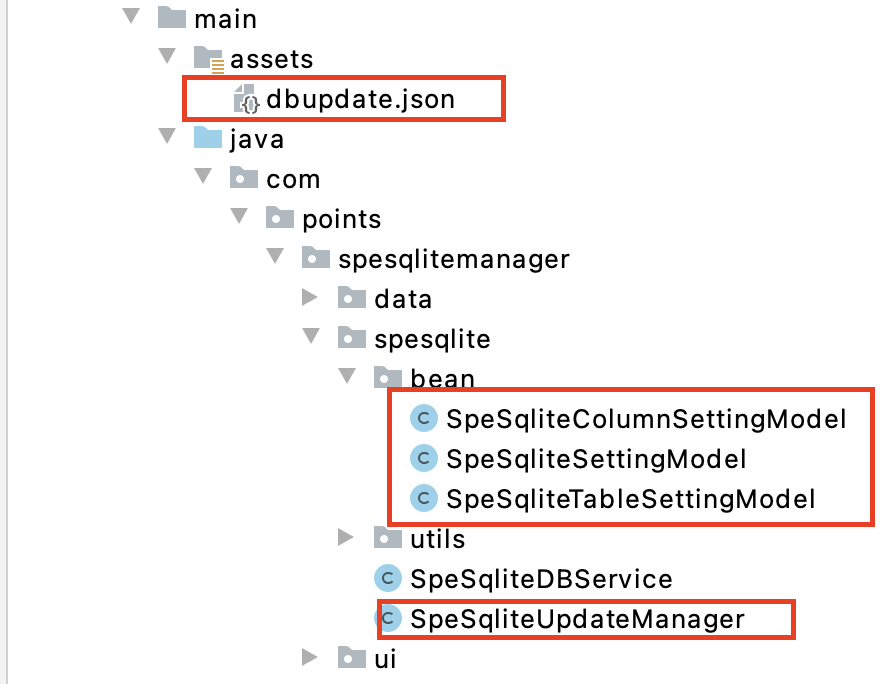 main
assets
dbupdate.json
java
com
points
spesqlitemanager
data
spesqlite
bean
C SpeSqliteColumnSettingModel
C SpeSqliteSettingModel
C SpeSqliteTableSettingModel
utils
C SpeSqliteDBService
C SpeSqliteUpdateManager
ui